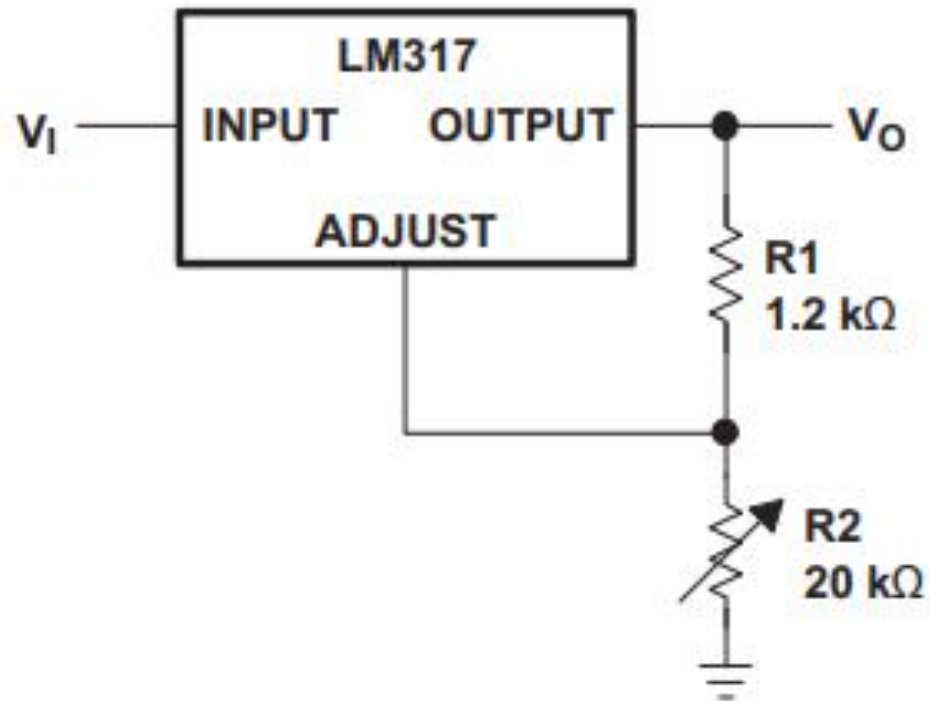 LM317
V_I INPUT OUTPUT V_O
ADJUST
R1
1.2 kΩ
R2
20 kΩ